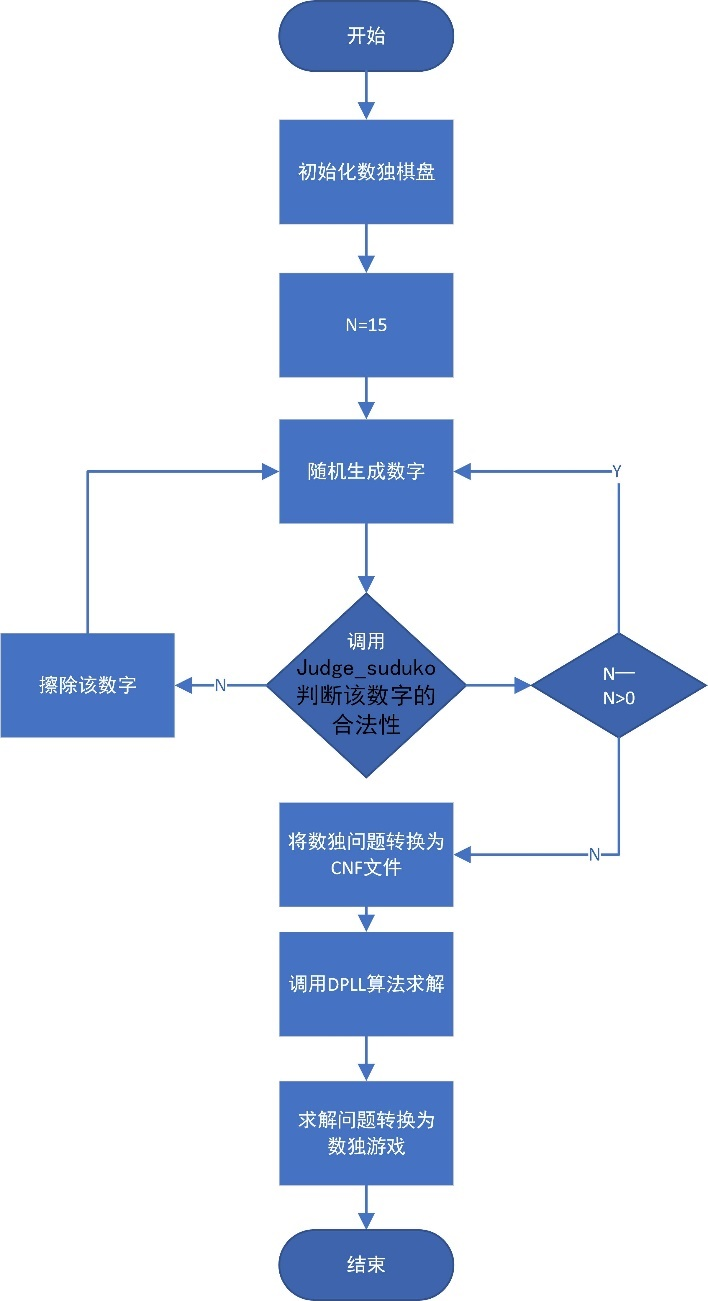 开始
初始化数独棋盘
N=15
随机生成数字
Y
调用
Judge_suduko
判断该数字的
合法性
擦除该数字
N
N—
N>0
将数独问题转换为
CNF文件
N
调用DPLL算法求解
求解问题转换为
数独游戏
结束